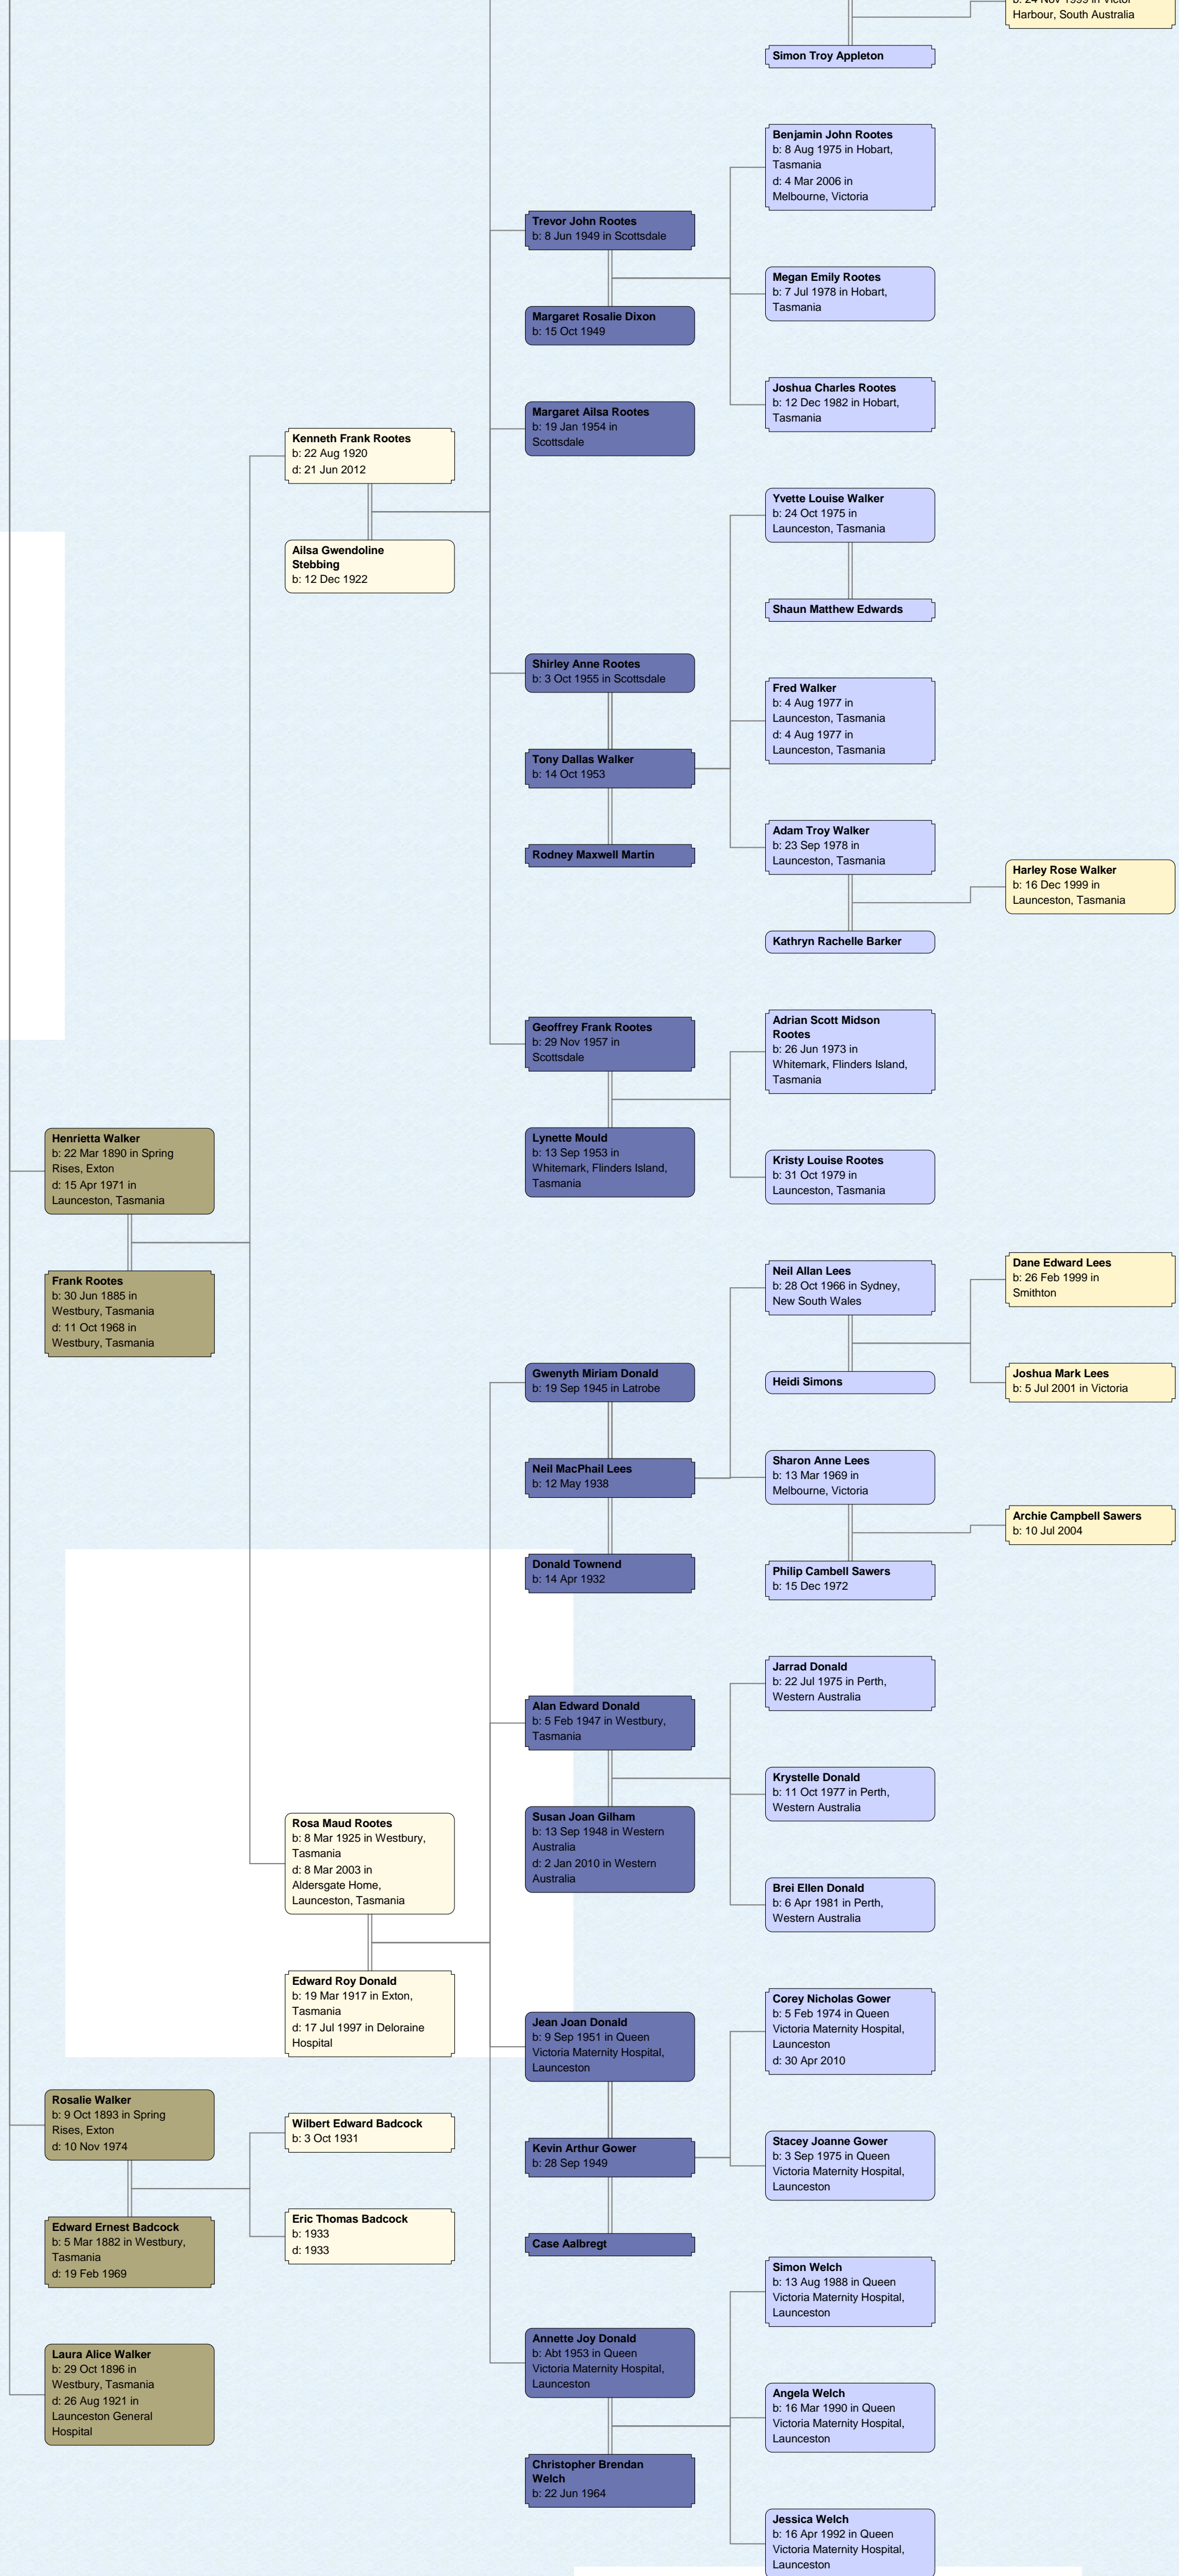 b: 24 Nov 1999 in Victor
Harbour, South Australia
Simon Troy Appleton
Benjamin John Rootes
b: 8 Aug 1975 in Hobart,
Tasmania
d: 4 Mar 2006 in
Melbourne, Victoria
Trevor John Rootes
b: 8 Jun 1949 in Scottsdale
Megan Emily Rootes
b: 7 Jul 1978 in Hobart,
Tasmania
Margaret Rosalie Dixon
b: 15 Oct 1949
Joshua Charles Rootes
b: 12 Dec 1982 in Hobart,
Tasmania
Margaret Ailsa Rootes
b: 19 Jan 1954 in
Scottsdale
Kenneth Frank Rootes
b: 22 Aug 1920
d: 21 Jun 2012
Yvette Louise Walker
b: 24 Oct 1975 in
Launceston, Tasmania
Ailsa Gwendoline
Stebbing
b: 12 Dec 1922
Shaun Matthew Edwards
Shirley Anne Rootes
b: 3 Oct 1955 in Scottsdale
Fred Walker
b: 4 Aug 1977 in
Launceston, Tasmania
d: 4 Aug 1977 in
Launceston, Tasmania
Tony Dallas Walker
b: 14 Oct 1953
Adam Troy Walker
b: 23 Sep 1978 in
Launceston, Tasmania
Rodney Maxwell Martin
Harley Rose Walker
b: 16 Dec 1999 in
Launceston, Tasmania
Kathryn Rachelle Barker
Adrian Scott Midson
Rootes
b: 26 Jun 1973 in
Whitemark, Flinders Island,
Tasmania
Geoffrey Frank Rootes
b: 29 Nov 1957 in
Scottsdale
Henrietta Walker
b: 22 Mar 1890 in Spring
Rises, Exton
d: 15 Apr 1971 in
Launceston, Tasmania
Lynette Mould
b: 13 Sep 1953 in
Whitemark, Flinders Island,
Tasmania
Kristy Louise Rootes
b: 31 Oct 1979 in
Launceston, Tasmania
Dane Edward Lees
b: 26 Feb 1999 in
Smithton
Neil Allan Lees
b: 28 Oct 1966 in Sydney,
New South Wales
Frank Rootes
b: 30 Jun 1885 in
Westbury, Tasmania
d: 11 Oct 1968 in
Westbury, Tasmania
Gwenyth Miriam Donald
b: 19 Sep 1945 in Latrobe
Joshua Mark Lees
b: 5 Jul 2001 in Victoria
Heidi Simons
Sharon Anne Lees
b: 13 Mar 1969 in
Melbourne, Victoria
Neil MacPhail Lees
b: 12 May 1938
Archie Campbell Sawers
b: 10 Jul 2004
Donald Townend
b: 14 Apr 1932
Philip Cambell Sawers
b: 15 Dec 1972
Jarrad Donald
b: 22 Jul 1975 in Perth,
Western Australia
Alan Edward Donald
b: 5 Feb 1947 in Westbury,
Tasmania
Krystelle Donald
b: 11 Oct 1977 in Perth,
Western Australia
Susan Joan Gilham
b: 13 Sep 1948 in Western
Australia
d: 2 Jan 2010 in Western
Australia
Rosa Maud Rootes
b: 8 Mar 1925 in Westbury,
Tasmania
d: 8 Mar 2003 in
Aldersgate Home,
Launceston, Tasmania
Brei Ellen Donald
b: 6 Apr 1981 in Perth,
Western Australia
Edward Roy Donald
b: 19 Mar 1917 in Exton,
Tasmania
d: 17 Jul 1997 in Deloraine
Hospital
Corey Nicholas Gower
b: 5 Feb 1974 in Queen
Victoria Maternity Hospital,
Launceston
d: 30 Apr 2010
Jean Joan Donald
b: 9 Sep 1951 in Queen
Victoria Maternity Hospital,
Launceston
Rosalie Walker
b: 9 Oct 1893 in Spring
Rises, Exton
d: 10 Nov 1974
Wilbert Edward Badcock
b: 3 Oct 1931
Kevin Arthur Gower
b: 28 Sep 1949
Stacey Joanne Gower
b: 3 Sep 1975 in Queen
Victoria Maternity Hospital,
Launceston
Edward Ernest Badcock
b: 5 Mar 1882 in Westbury,
Tasmania
d: 19 Feb 1969
Eric Thomas Badcock
b: 1933
d: 1933
Case Aalbregt
Simon Welch
b: 13 Aug 1988 in Queen
Victoria Maternity Hospital,
Launceston
Laura Alice Walker
b: 29 Oct 1896 in
Westbury, Tasmania
d: 26 Aug 1921 in
Launceston General
Hospital
Annette Joy Donald
b: Abt 1953 in Queen
Victoria Maternity Hospital,
Launceston
Angela Welch
b: 16 Mar 1990 in Queen
Victoria Maternity Hospital,
Launceston
Christopher Brendan
Welch
b: 22 Jun 1964
Jessica Welch
b: 16 Apr 1992 in Queen
Victoria Maternity Hospital,
Launceston